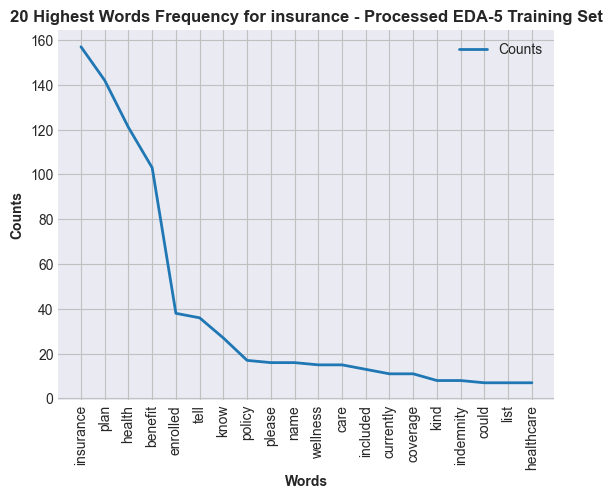 20 Highest Words Frequency for insurance - Processed EDA-5 Training Set
Counts
160
140
120
100
80
60
40
20
0
Counts
insurance
plan
health
benefit
enrolled
tell
know
policy
please
name
wellness
care
included
currently
coverage
kind
indemnity
could
list
healthcare
Words